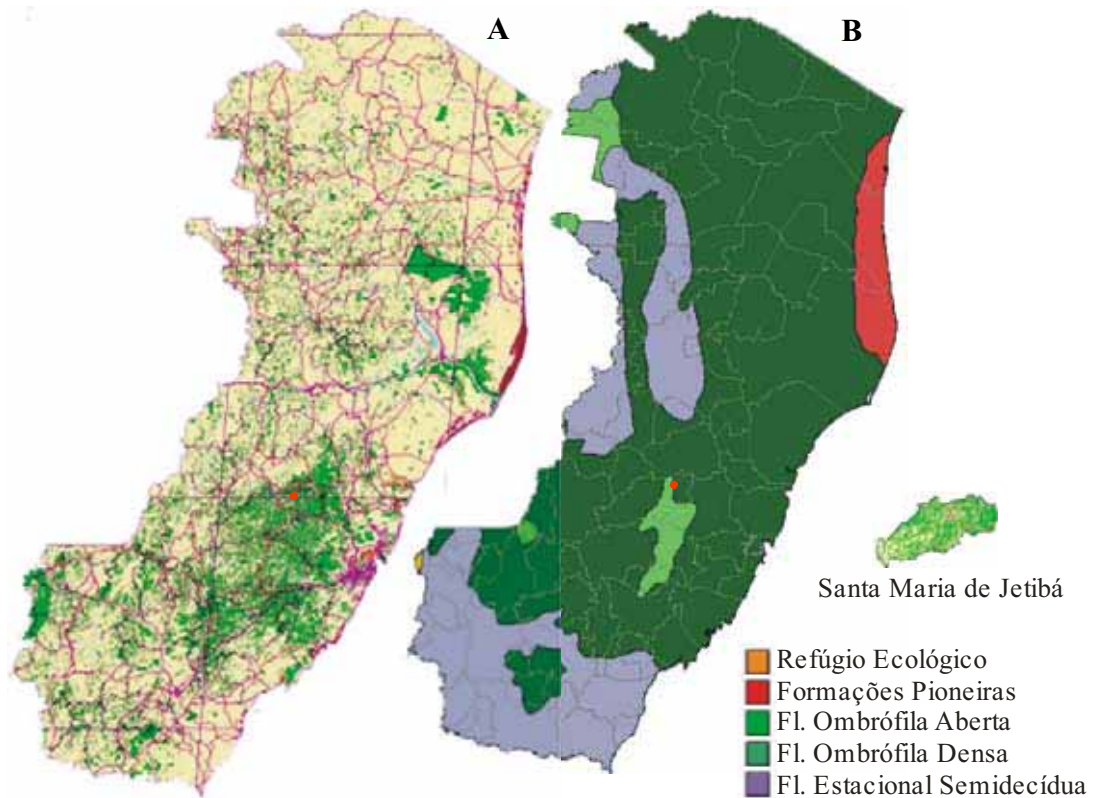 A
B
Santa Maria de Jetibá
Refúgio Ecológico
Formações Pioneiras
Fl. Ombrófila Aberta
Fl. Ombrófila Densa
Fl. Estacional Semidecídua